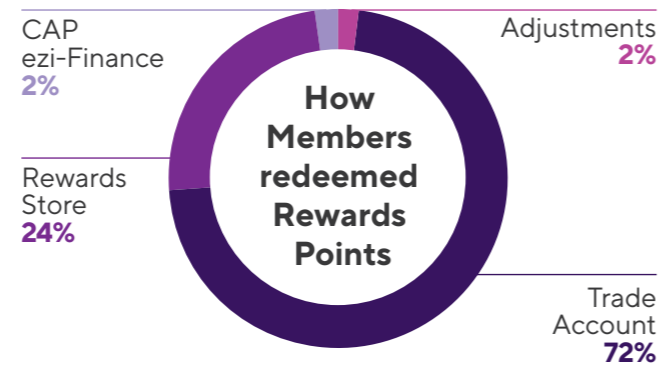 CAP
ezi-Finance
2%
Adjustments
2%
How
Members
redeemed
Rewards
Points
Rewards
Store
24%
Trade
Account
72%